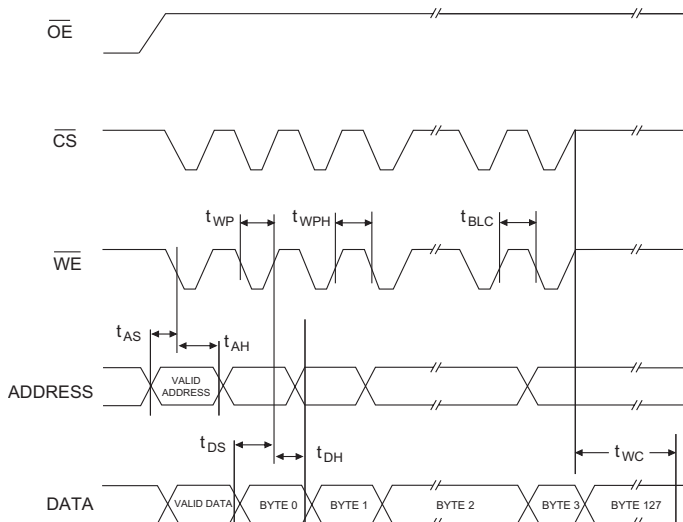 OE
CS
tWP
tWPH
tBLC
WE
tAS
tAH
ADDRESS
VALID
ADDRESS
tDS
tDH
tWC
DATA
VALID DATA
BYTE 0
BYTE 1
BYTE 2
BYTE 3
BYTE 127